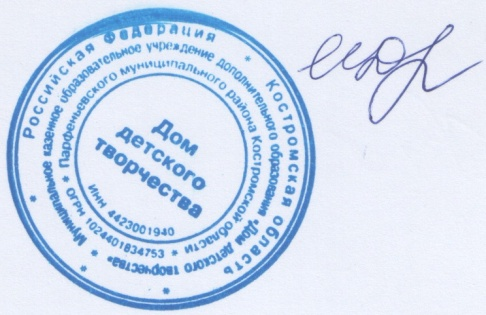 Российская Федерация * Костромская область *
Муниципальное казенное образовательное учреждение дополнительного образования «Дом детского творчества» *
Парфеньевского муниципального района Костромской области *
ОГРН 1024401834753 *
ИНН 4423001940
Дом
детского
творчества